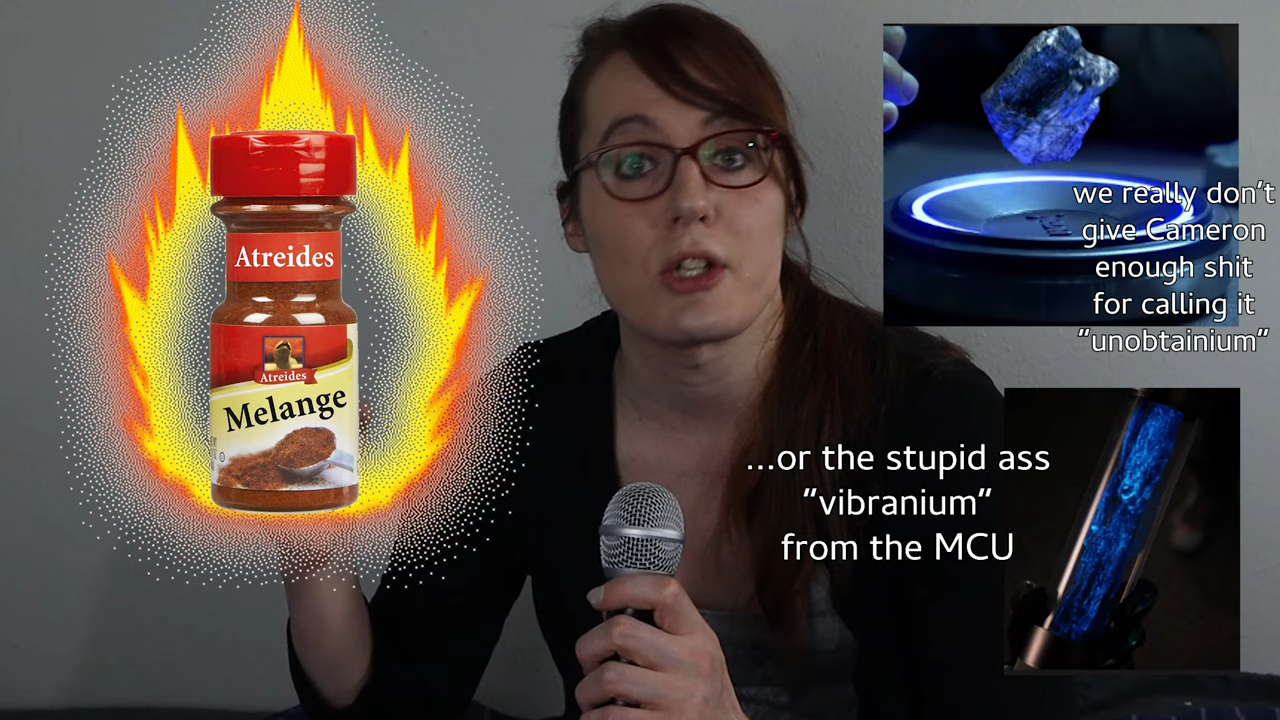 Atreides
Atreides
Melange
we really don't
give Cameron
enough shit
for calling it
"unobtainium"
...or the stupid ass
"vibranium"
from the MCU